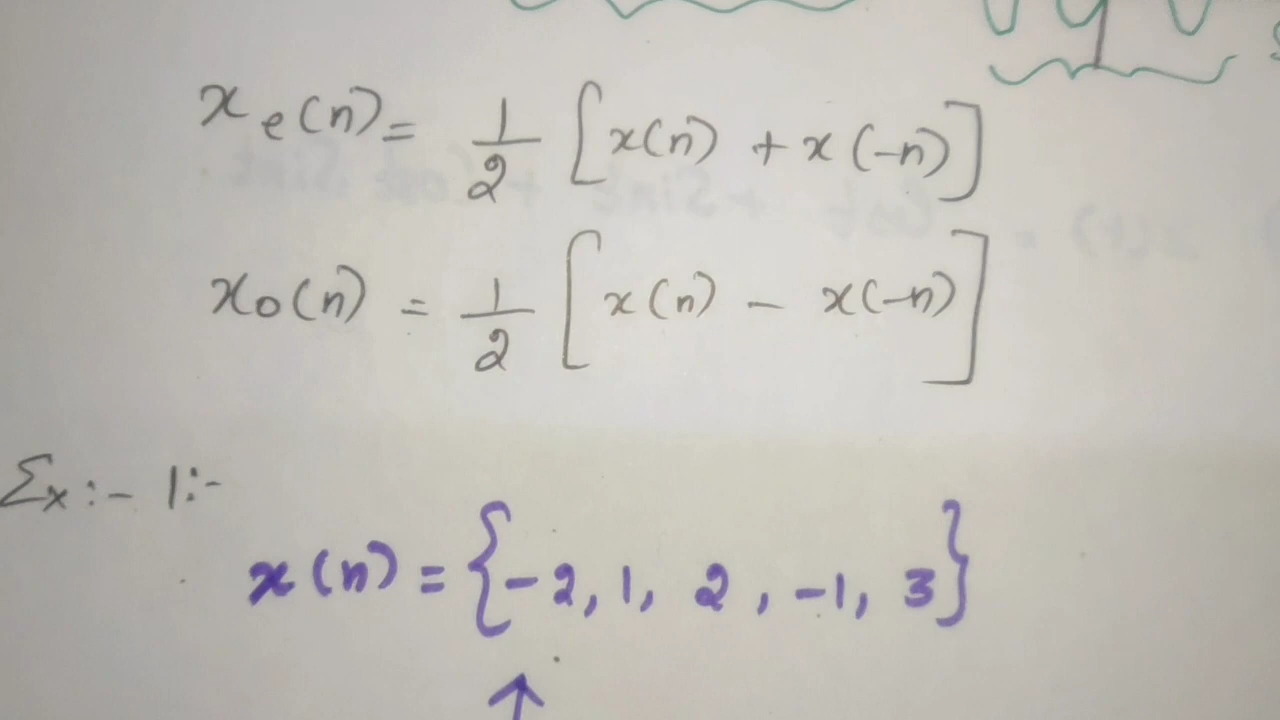 xe(n)= 1/2 [x(n) + x(-n)]
xo(n) = 1/2 [x(n) - x(-n)]
Ex:- 1:-
x(n) = {-2, 1, 2, -1, 3}
↑